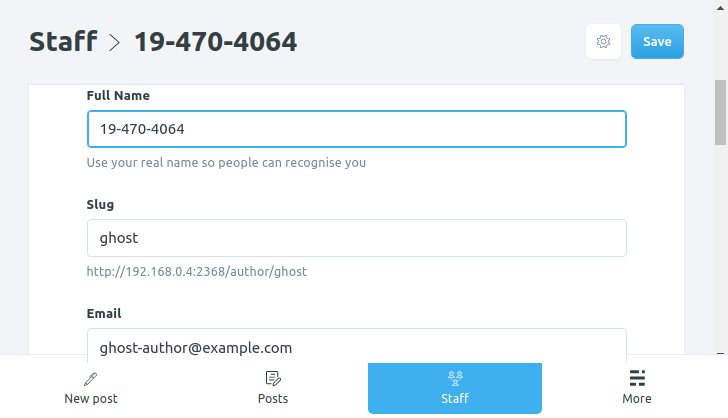 Staff > 19-470-4064
Save
Full Name
19-470-4064
Use your real name so people can recognise you
Slug
ghost
http://192.168.0.4:2368/author/ghost
Email
ghost-author@example.com
New post
Posts
Staff
More